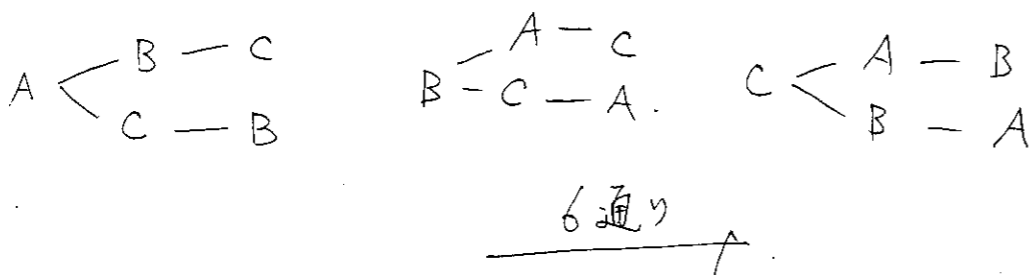 A B — C
C — B
B A — C
C — A.
C A — B
B — A
6通り